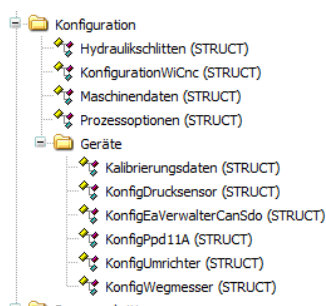 Konfiguration
Hydraulikschlitten (STRUCT)
KonfigurationWiCnc (STRUCT)
Maschinendaten (STRUCT)
Prozessoptionen (STRUCT)
Geräte
Kalibrierungsdaten (STRUCT)
KonfigDrucksensor (STRUCT)
KonfigEaVerwalterCanSdo (STRUCT)
KonfigPpd11A (STRUCT)
KonfigUmrichter (STRUCT)
KonfigWegmesser (STRUCT)